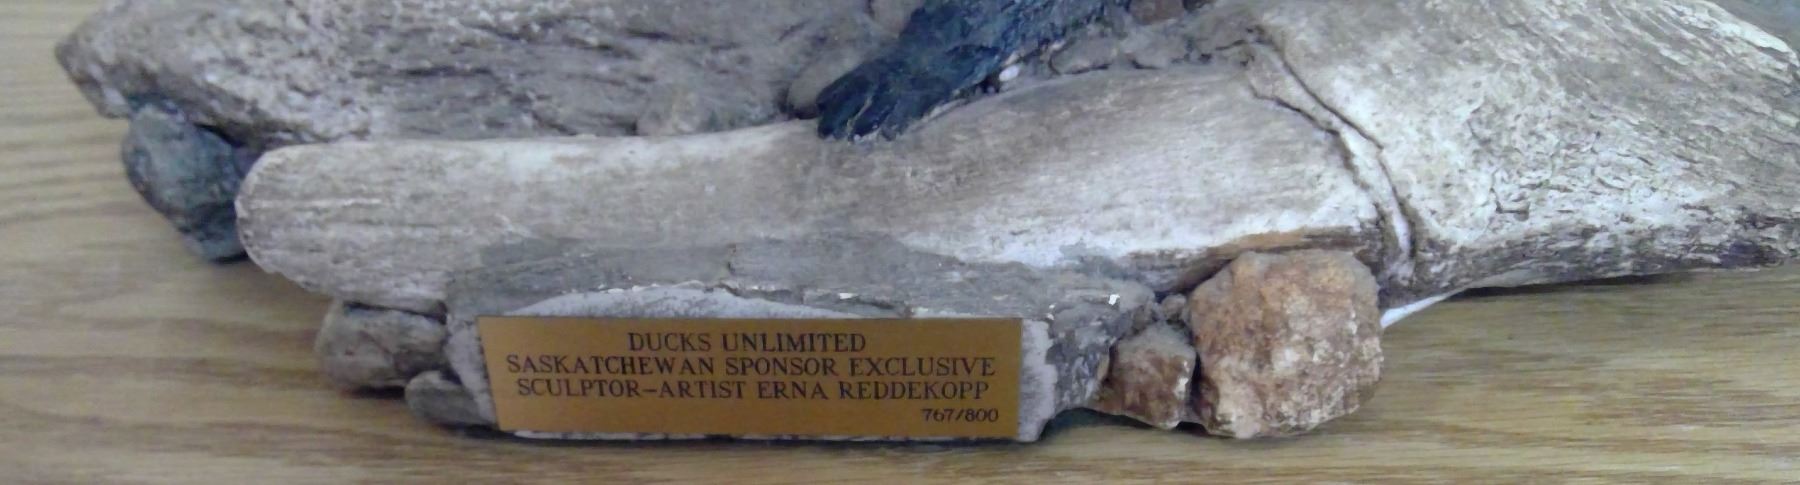 DUCKS UNLIMITED
SASKATCHEWAN SPONSOR EXCLUSIVE
SCULPTOR-ARTIST ERNA REDDEKOPP
767/800